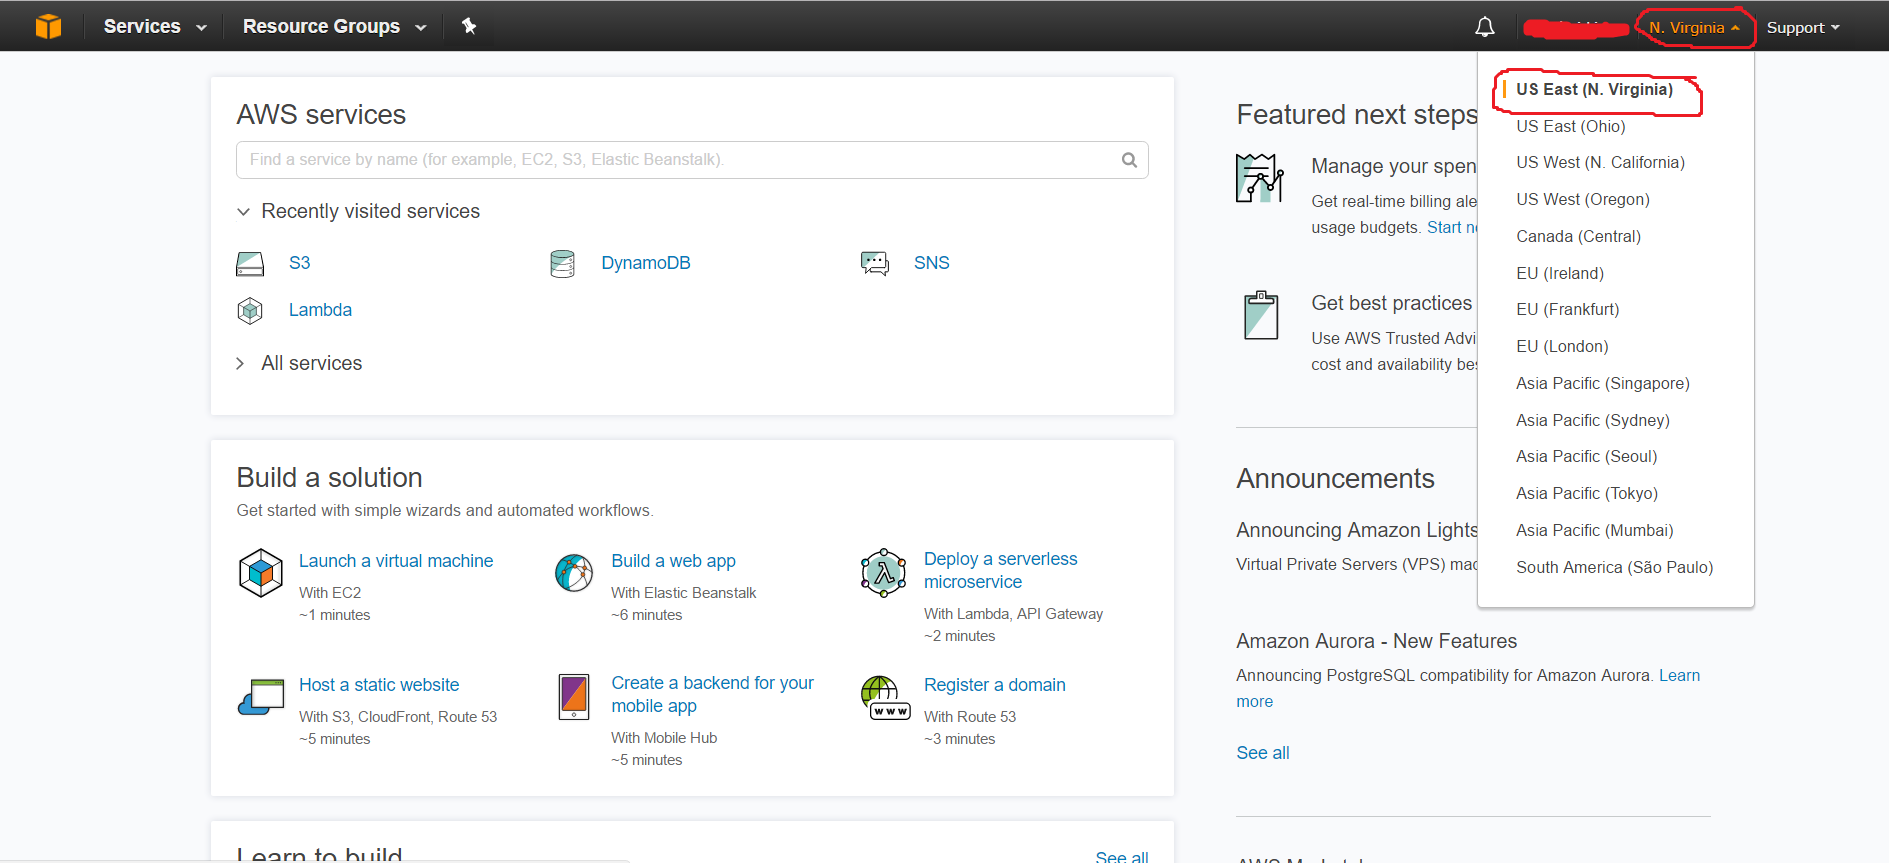 Services
Resource Groups
N. Virginia
Support
AWS services
Find a service by name (for example, EC2, S3, Elastic Beanstalk).
Recently visited services
S3
DynamoDB
SNS
Lambda
All services
Build a solution
Get started with simple wizards and automated workflows.
Launch a virtual machine
With EC2
~1 minutes
Build a web app
With Elastic Beanstalk
~6 minutes
Deploy a serverless
microservice
With Lambda, API Gateway
~2 minutes
Host a static website
With S3, CloudFront, Route 53
~5 minutes
Create a backend for your
mobile app
With Mobile Hub
~5 minutes
WWW
Register a domain
With Route 53
~3 minutes
Learn to build
See all
Featured next steps
Manage your spen
Get real-time billing ale
usage budgets. Start
Get best practices
Use AWS Trusted Advi
cost and availability
Announcements
Announcing Amazon Lights
Virtual Private Servers (VPS)
Amazon Aurora - New Features
Announcing PostgreSQL compatibility for Amazon Aurora. Learn
more
See all
US East (N. Virginia)
US East (Ohio)
US West (N. California)
US West (Oregon)
Canada (Central)
EU (Ireland)
EU (Frankfurt)
EU (London)
Asia Pacific (Singapore)
Asia Pacific (Sydney)
Asia Pacific (Seoul)
Asia Pacific (Tokyo)
Asia Pacific (Mumbai)
South America (São Paulo)